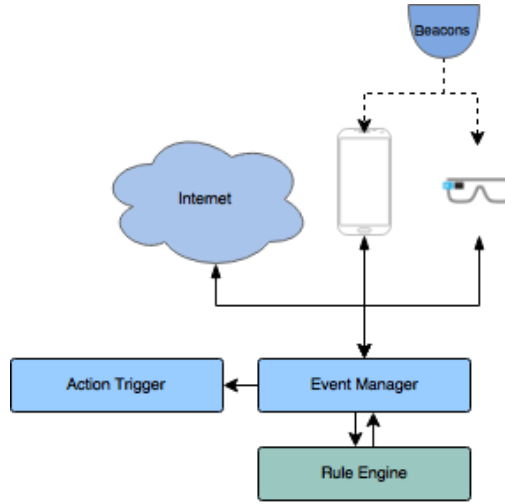 Beacons
Internet
Action Trigger
Event Manager
Rule Engine